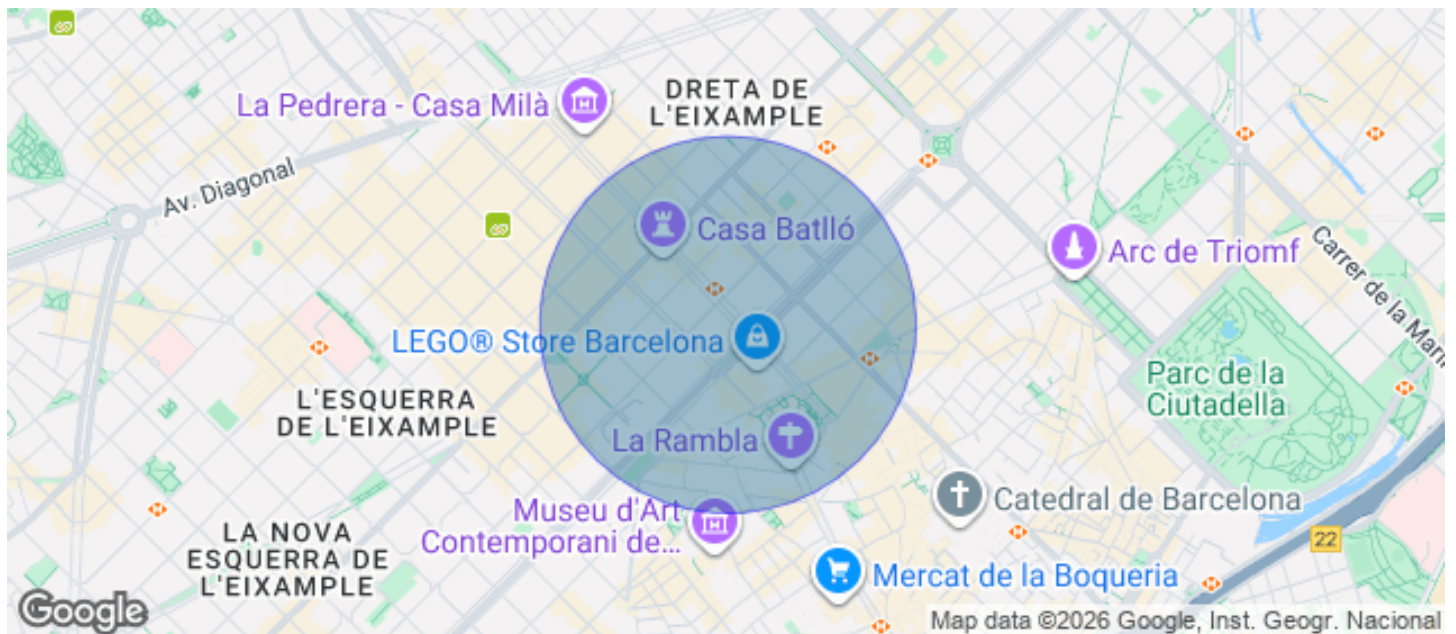 DRETA DE
L'EIXAMPLE
La Pedrera - Casa Milà
Av. Diagonal
Casa Batlló
Arc de Triomf
Carrer de la Mari
LEGO® Store Barcelona
Parc de la
Ciutadella
L'ESQUERRA
DE L'EIXAMPLE
La Rambla
Catedral de Barcelona
Museu d'Art
Contemporani de...
LA NOVA
ESQUERRA DE
L'EIXAMPLE
22
Mercat de la Boqueria
Google
Map data ©2026 Google, Inst. Geogr. Nacional